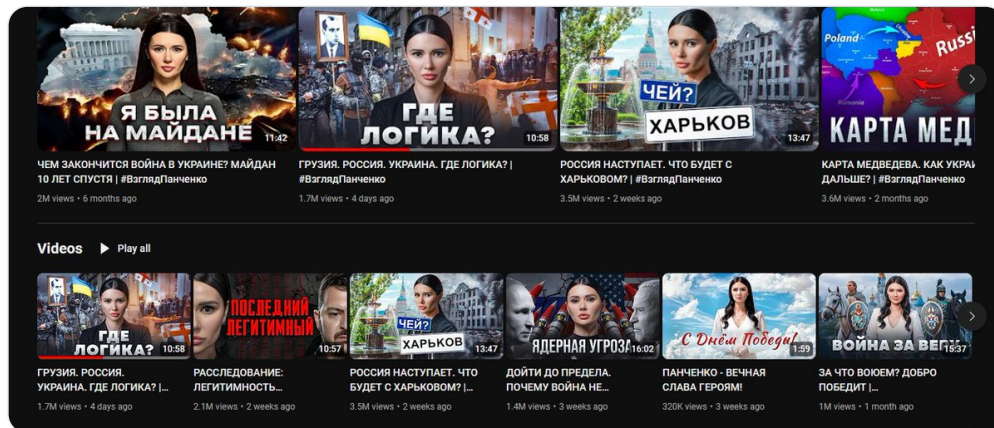 Я БЫЛА
НА МАЙДАНЕ
11:42
ГДЕ
ЛОГИКА?
10:58
ЧЕЙ?
ХАРЬКОВ
13:47
Poland
Russi
Romania
КАРТА МЕД
ЧЕМ ЗАКОНЧИТСЯ ВОЙНА В УКРАИНЕ? МАЙДАН
10 ЛЕТ СПУСТЯ | #ВзглядПанченко
2M views • 6 months ago
ГРУЗИЯ. РОССИЯ. УКРАИНА. ГДЕ ЛОГИКА? |
#ВзглядПанченко
1.7M views • 4 days ago
РОССИЯ НАСТУПАЕТ. ЧТО БУДЕТ С
ХАРЬКОВОМ? | #ВзглядПанченко
3.5M views • 2 weeks ago
КАРТА МЕДВЕДЕВА. КАК УКРАИ
ДАЛЬШЕ? | #ВзглядПанченко
3.6M views • 2 months ago
Videos
Play all
ГДЕ
ЛОГИКА?
10:58
ПОСЛЕДНИЙ
ЛЕГИТИМНЫЙ
10:57
ЧЕЙ?
ХАРЬКОВ
13:47
ЯДЕРНАЯ УГРОЗА
16:02
С Днём Победы!
1:59
ВОЙНА ЗА ВЕРУ
15:37
ГРУЗИЯ. РОССИЯ.
УКРАИНА. ГДЕ ЛОГИКА? |...
1.7M views • 4 days ago
РАССЛЕДОВАНИЕ:
ЛЕГИТИМНОСТЬ...
2.1M views • 2 weeks ago
РОССИЯ НАСТУПАЕТ. ЧТО
БУДЕТ С ХАРЬКОВОМ? |...
3.5M views • 2 weeks ago
ДОЙТИ ДО ПРЕДЕЛА.
ПОЧЕМУ ВОЙНА НЕ...
1.4M views • 3 weeks ago
ПАНЧЕНКО - ВЕЧНАЯ
СЛАВА ГЕРОЯМ!
320K views • 3 weeks ago
ЗА ЧТО ВОЮЕМ? ДОБРО
ПОБЕДИТ |...
1M views • 1 month ago